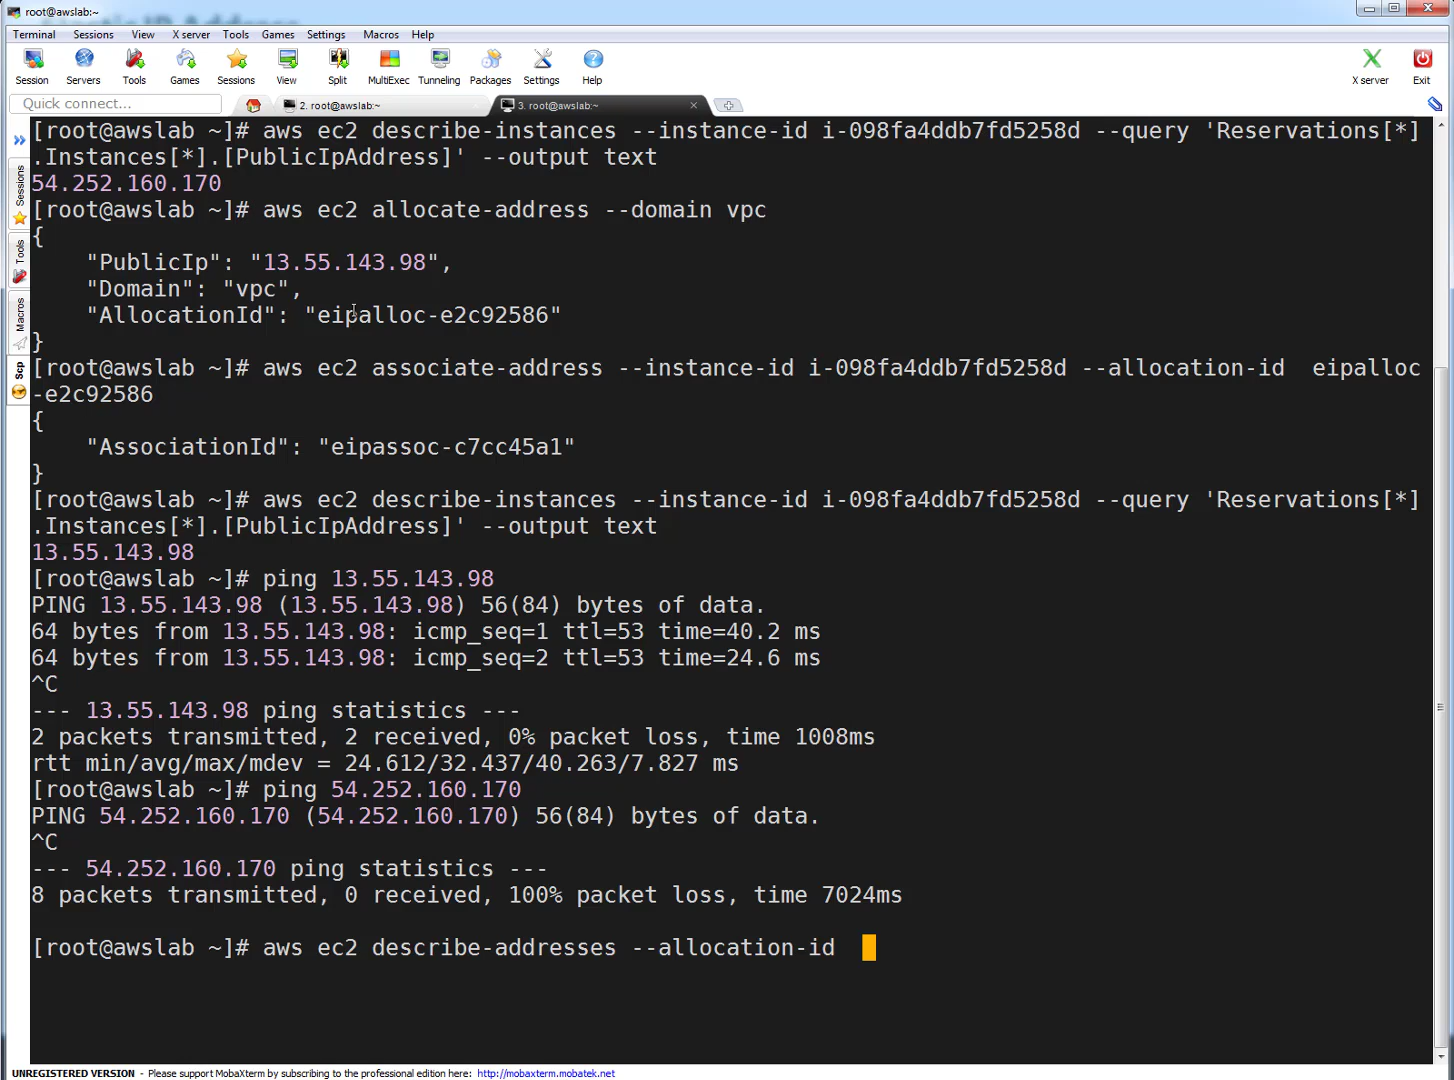 root@awslab:~
Terminal Sessions View X server Tools Games Settings Macros Help
Session Servers Tools Games Sessions View Split MultiExec Tunneling Packages Settings Help X server Exit
Quick connect... 2. root@awslab:~ 3. root@awslab:~
Sessions
Tools
Macros
Scp
[root@awslab ~]# aws ec2 describe-instances --instance-id i-098fa4ddb7fd5258d --query 'Reservations[*]
.Instances[*].[PublicIpAddress]' --output text
54.252.160.170
[root@awslab ~]# aws ec2 allocate-address --domain vpc
{
    "PublicIp": "13.55.143.98",
    "Domain": "vpc",
    "AllocationId": "eipalloc-e2c92586"
}
[root@awslab ~]# aws ec2 associate-address --instance-id i-098fa4ddb7fd5258d --allocation-id  eipalloc
-e2c92586
{
    "AssociationId": "eipassoc-c7cc45a1"
}
[root@awslab ~]# aws ec2 describe-instances --instance-id i-098fa4ddb7fd5258d --query 'Reservations[*]
.Instances[*].[PublicIpAddress]' --output text
13.55.143.98
[root@awslab ~]# ping 13.55.143.98
PING 13.55.143.98 (13.55.143.98) 56(84) bytes of data.
64 bytes from 13.55.143.98: icmp_seq=1 ttl=53 time=40.2 ms
64 bytes from 13.55.143.98: icmp_seq=2 ttl=53 time=24.6 ms
^C
--- 13.55.143.98 ping statistics ---
2 packets transmitted, 2 received, 0% packet loss, time 1008ms
rtt min/avg/max/mdev = 24.612/32.437/40.263/7.827 ms
[root@awslab ~]# ping 54.252.160.170
PING 54.252.160.170 (54.252.160.170) 56(84) bytes of data.
^C
--- 54.252.160.170 ping statistics ---
8 packets transmitted, 0 received, 100% packet loss, time 7024ms
[root@awslab ~]# aws ec2 describe-addresses --allocation-id
UNREGISTERED VERSION - Please support MobaXterm by subscribing to the professional edition here: http://mobaxterm.mobatek.net